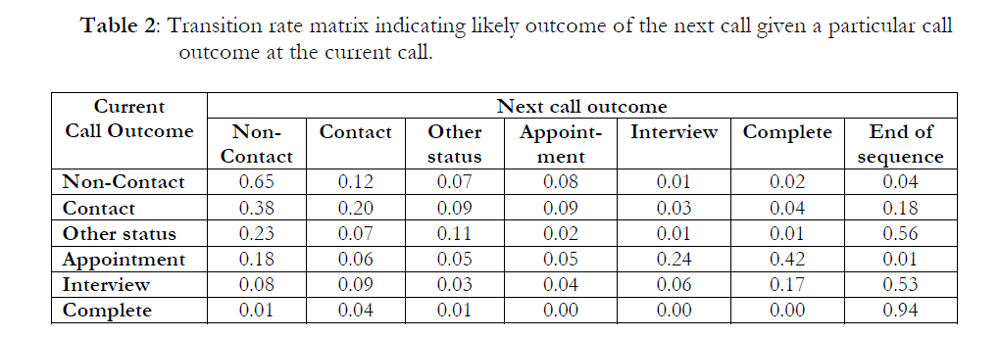 Table 2: Transition rate matrix indicating likely outcome of the next call given a particular call
outcome at the current call.
Current Call Outcome Next call outcome
Non-Contact Contact Other status Appoint-ment Interview Complete End of sequence
Non-Contact 0.65 0.12 0.07 0.08 0.01 0.02 0.04
Contact 0.38 0.20 0.09 0.09 0.03 0.04 0.18
Other status 0.23 0.07 0.11 0.02 0.01 0.01 0.56
Appointment 0.18 0.06 0.05 0.05 0.24 0.42 0.01
Interview 0.08 0.09 0.03 0.04 0.06 0.17 0.53
Complete 0.01 0.04 0.01 0.00 0.00 0.00 0.94